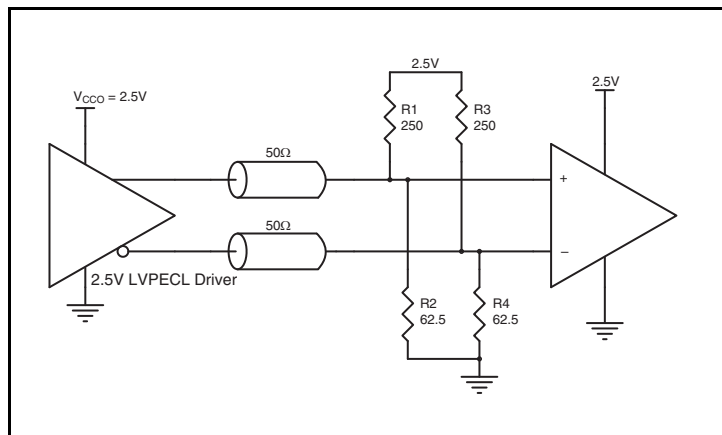 2.5V
V_CCO = 2.5V
2.5V
R1
250
R3
250
50Ω
+
50Ω
–
2.5V LVPECL Driver
R2
62.5
R4
62.5